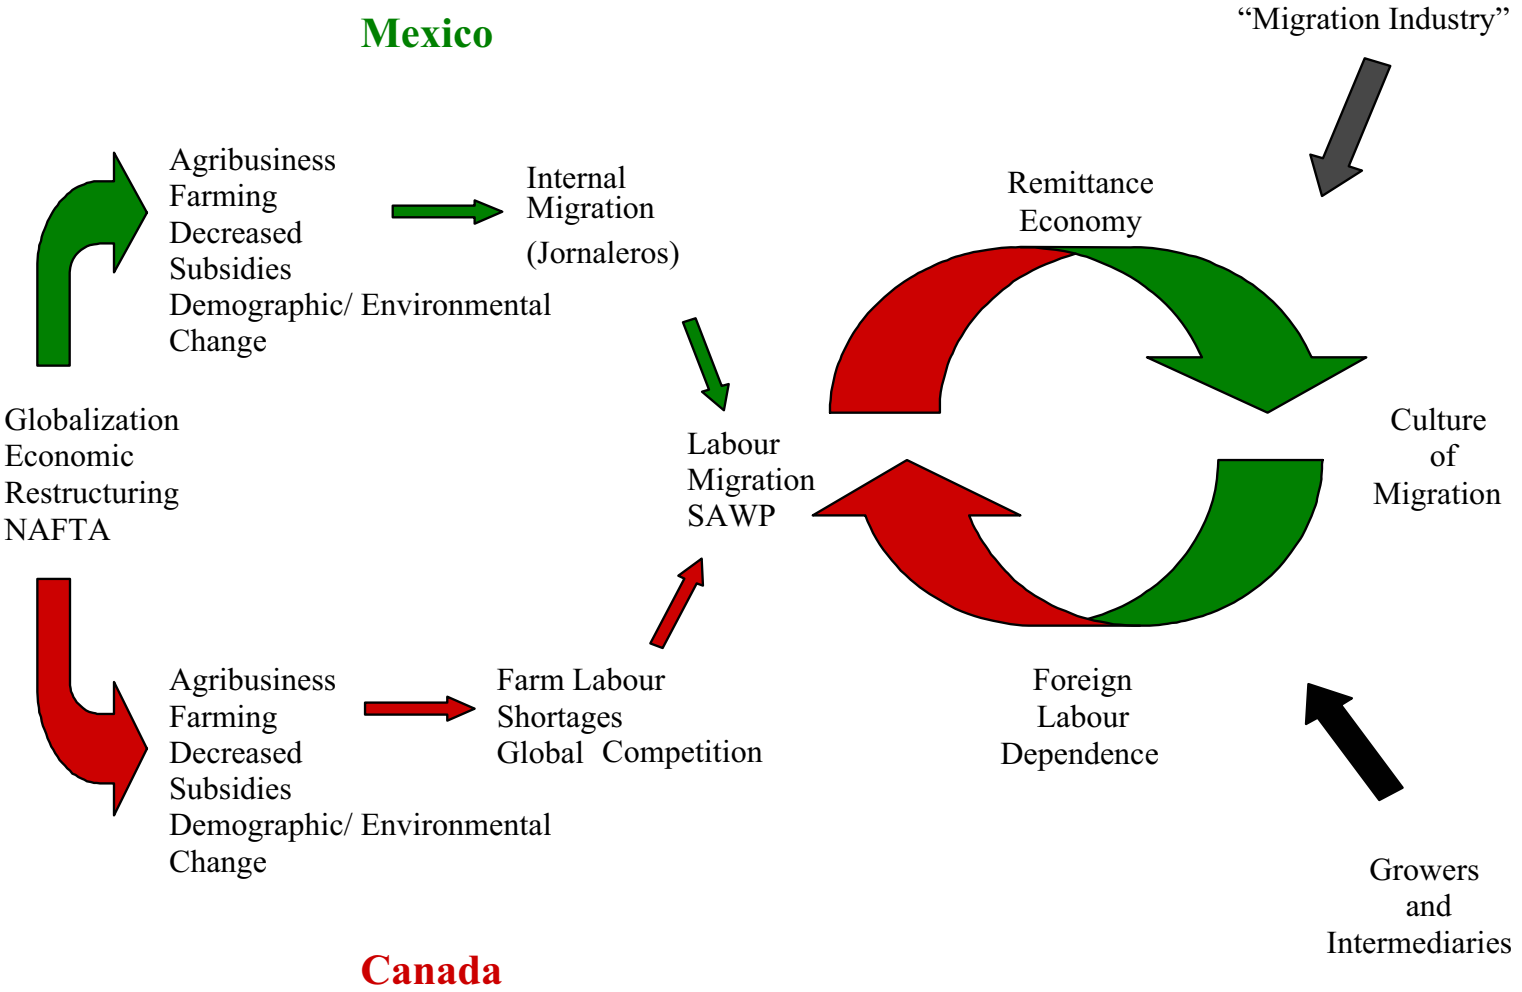 Mexico
“Migration Industry”
Agribusiness
Farming
Decreased
Subsidies
Demographic/ Environmental
Change
Internal
Migration
(Jornaleros)
Remittance
Economy
Globalization
Economic
Restructuring
NAFTA
Labour
Migration
SAWP
Culture
of
Migration
Agribusiness
Farming
Decreased
Subsidies
Demographic/ Environmental
Change
Farm Labour
Shortages
Global Competition
Foreign
Labour
Dependence
Growers
and
Intermediaries
Canada